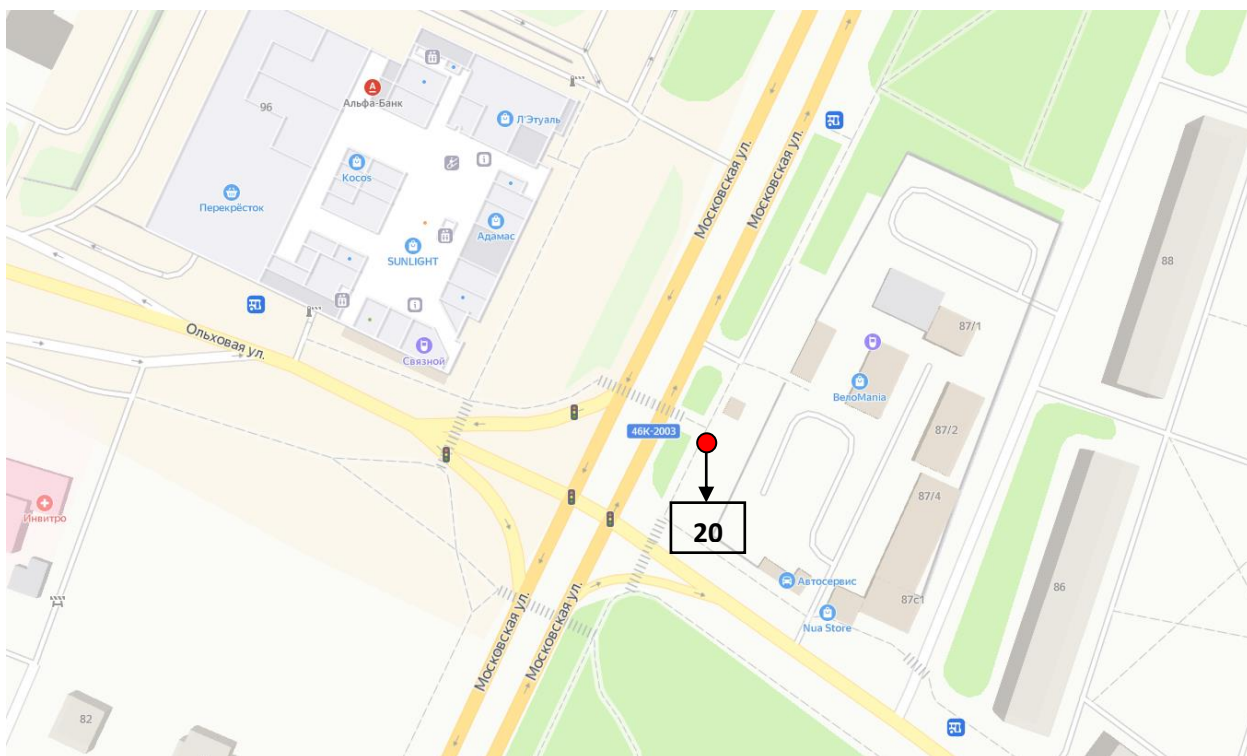 А
Альфа-Банк
96
Л'Этуаль
Kocos
Перекрёсток
Адамас
SUNLIGHT
Связной
Ольховая ул.
Московская ул.
Московская ул.
88
87/1
ВелоMania
46К-2003
87/2
87/4
20
Инвитро
Автосервис
87с1
Nua Store
86
Московская ул.
Московская ул.
82